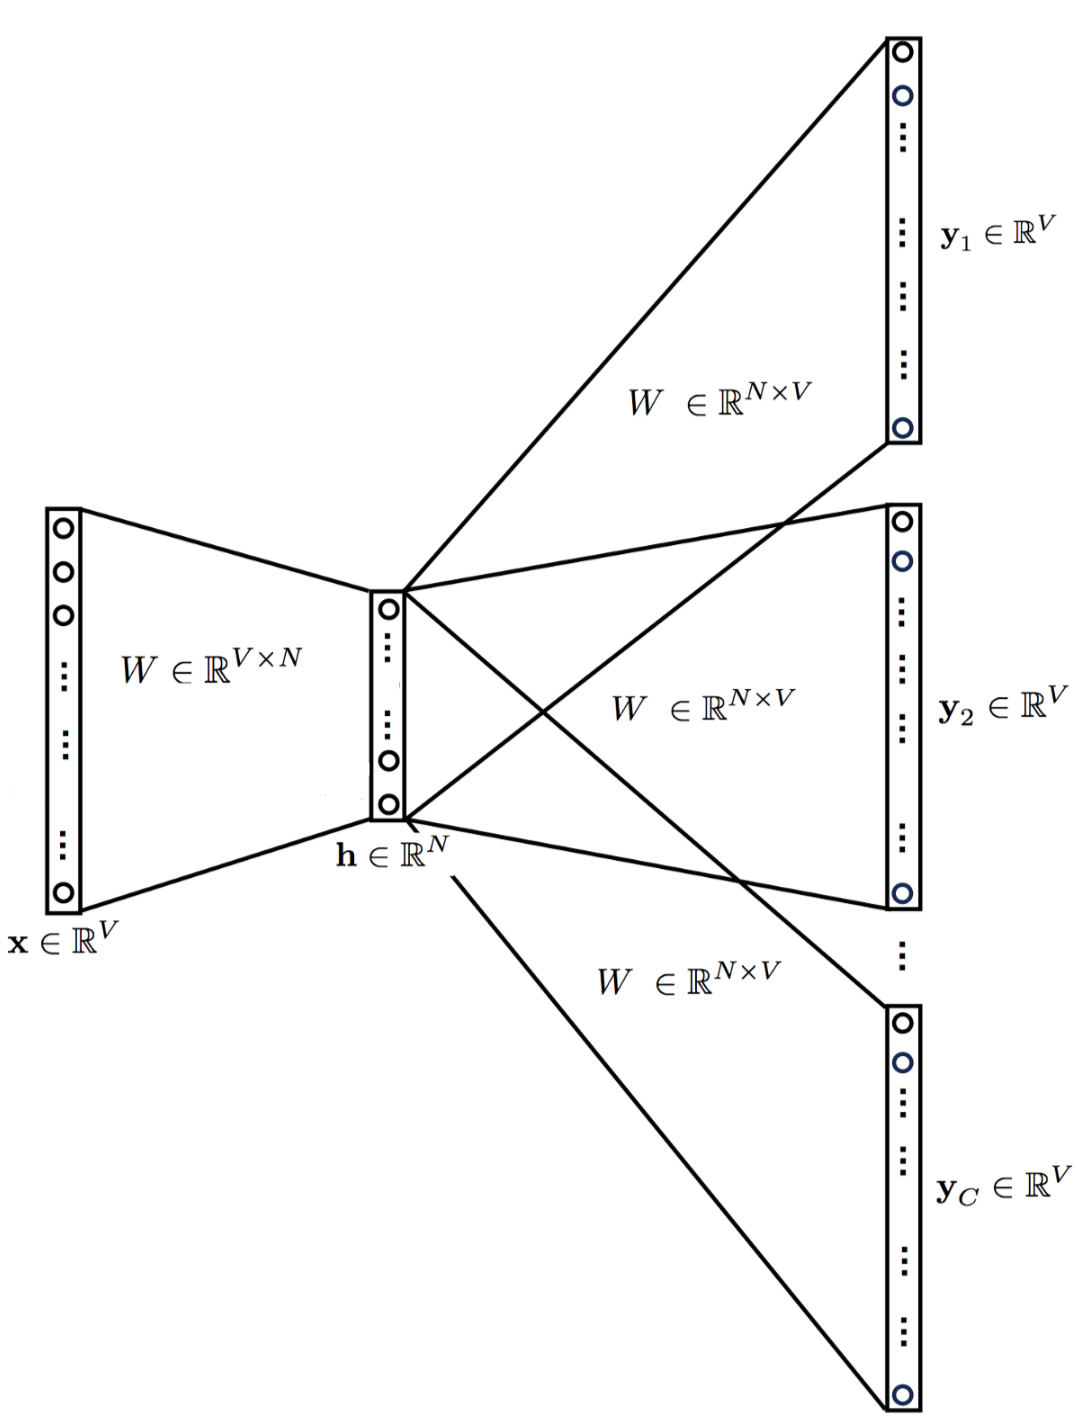 𝐲₁ ∈ ℝ^V
W ∈ ℝ^{N×V}
W ∈ ℝ^{V×N}
W ∈ ℝ^{N×V}
𝐲₂ ∈ ℝ^V
𝐡 ∈ ℝ^N
𝐱 ∈ ℝ^V
W ∈ ℝ^{N×V}
𝐲_C ∈ ℝ^V